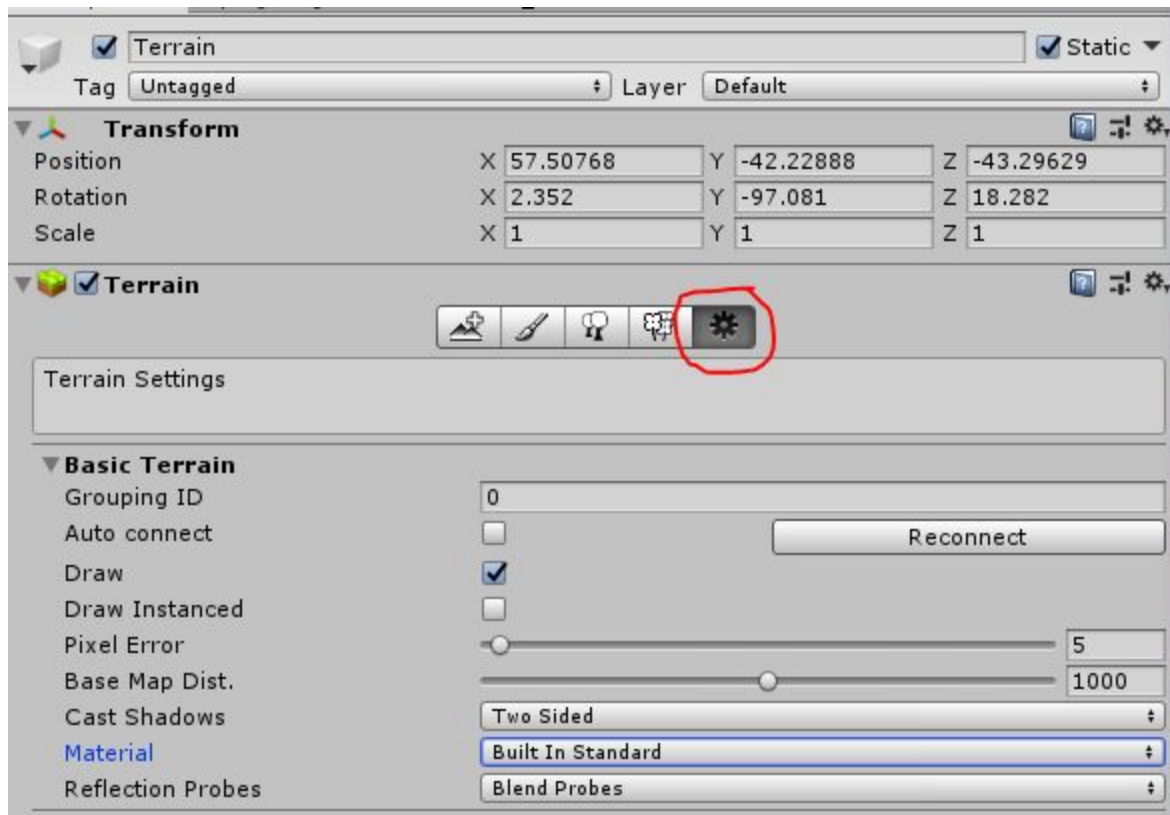 Terrain Static
Tag Untagged Layer Default
Transform
Position X 57.50768 Y -42.22888 Z -43.29629
Rotation X 2.352 Y -97.081 Z 18.282
Scale X 1 Y 1 Z 1
Terrain
Terrain Settings
Basic Terrain
Grouping ID 0
Auto connect Reconnect
Draw
Draw Instanced
Pixel Error 5
Base Map Dist. 1000
Cast Shadows Two Sided
Material Built In Standard
Reflection Probes Blend Probes